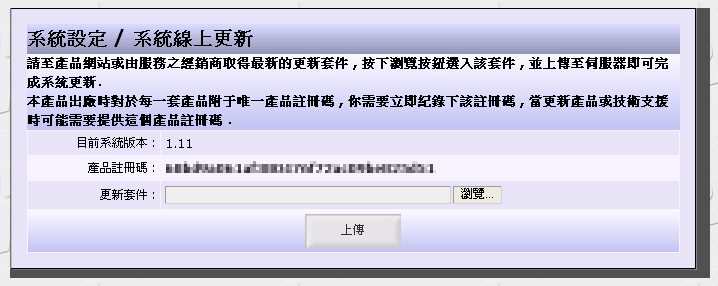 系統設定 / 系統線上更新
請至產品網站或由服務之經銷商取得最新的更新套件，按下瀏覽按鈕選入該套件，並上傳至伺服器即可完
成系統更新．
本產品出廠時對於每一套產品附于唯一產品註冊碼，你需要立即紀錄下該註冊碼，當更新產品或技術支援
時可能需要提供這個產品註冊碼．
目前系統版本： 1.11
產品註冊碼：
更新套件： 瀏覽...
上傳